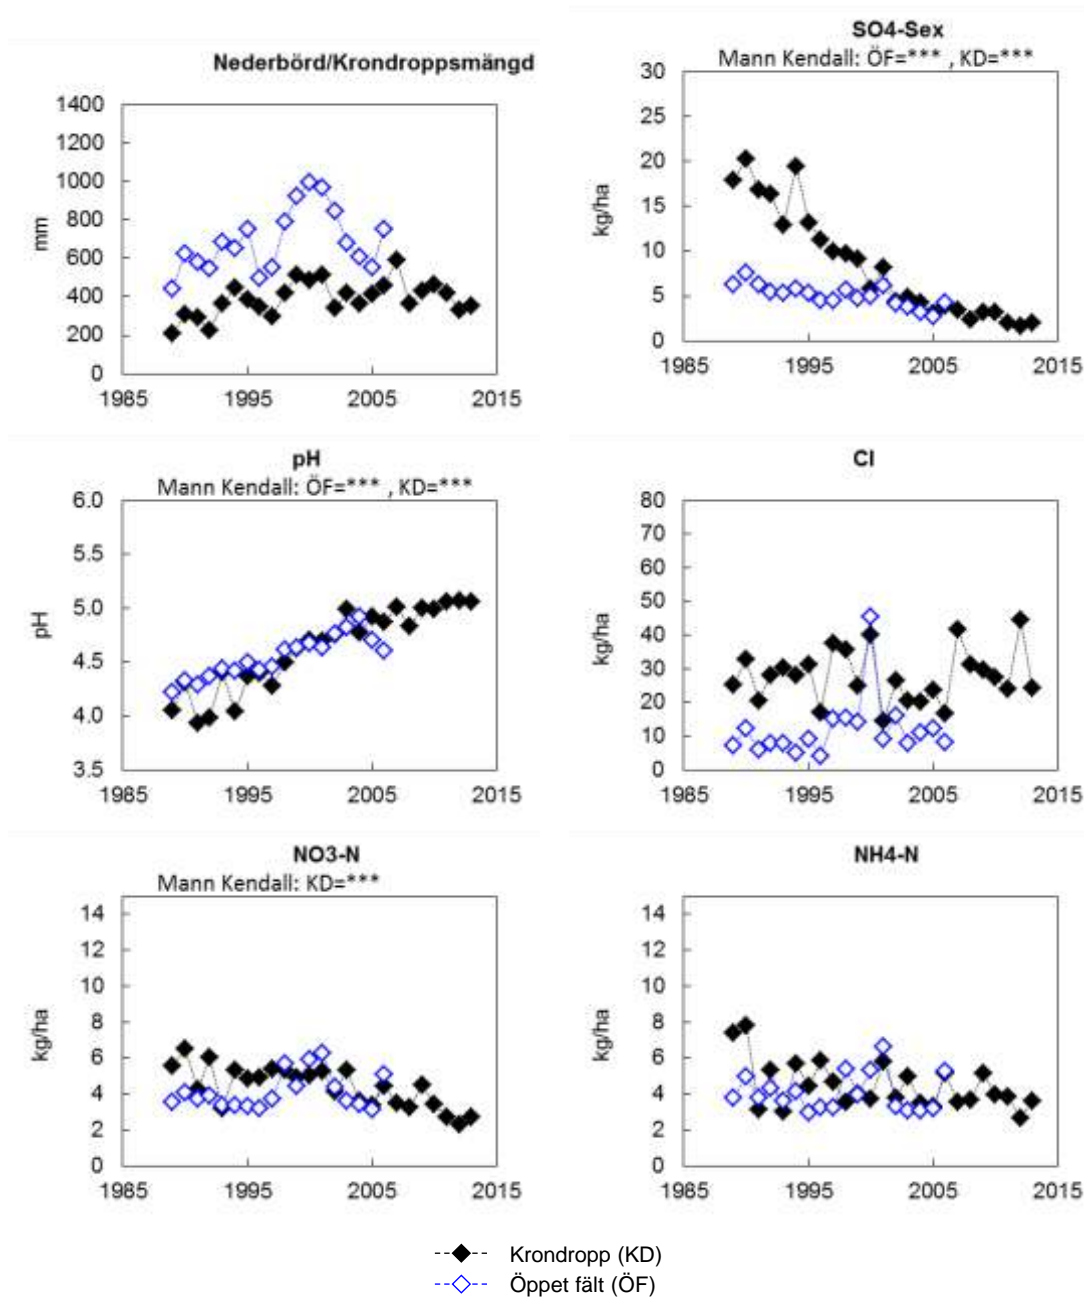 Nederbörd/Krondroppsmängd
1400
1200
1000
800
600
400
200
0
mm
1985 1995 2005 2015
SO4-Sex
Mann Kendall: ÖF=*** , KD=***
30
25
20
15
10
5
0
kg/ha
1985 1995 2005 2015
pH
Mann Kendall: ÖF=*** , KD=***
6.0
5.5
5.0
4.5
4.0
3.5
pH
1985 1995 2005 2015
Cl
80
70
60
50
40
30
20
10
0
kg/ha
1985 1995 2005 2015
NO3-N
Mann Kendall: KD=***
14
12
10
8
6
4
2
0
kg/ha
1985 1995 2005 2015
NH4-N
14
12
10
8
6
4
2
0
kg/ha
1985 1995 2005 2015
Krondropp (KD)
Öppet fält (ÖF)